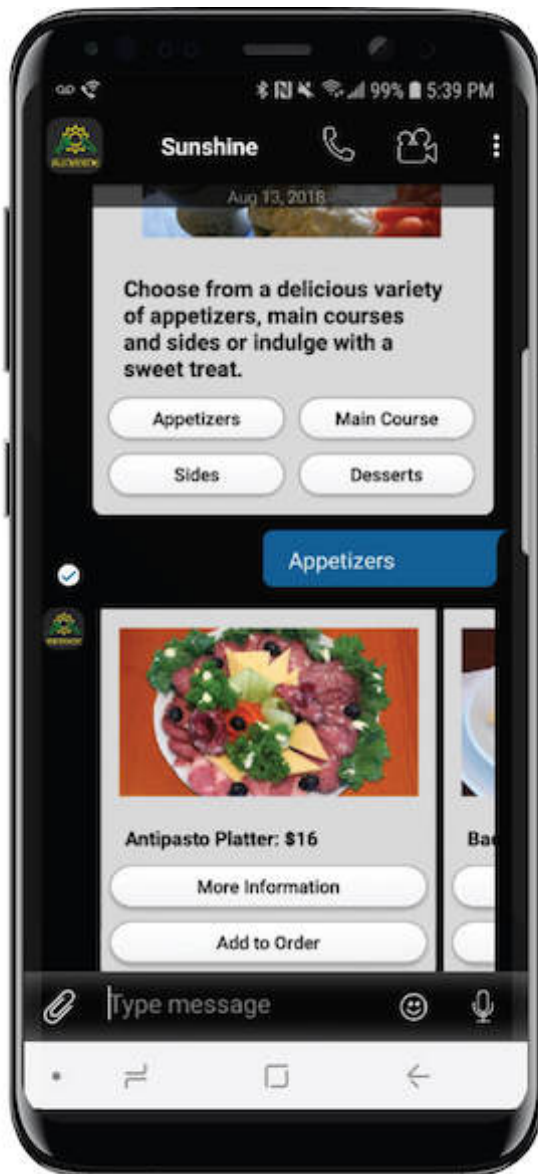 99% 5:39 PM
Sunshine
Aug 13, 2018
Choose from a delicious variety
of appetizers, main courses
and sides or indulge with a
sweet treat.
Appetizers Main Course
Sides Desserts
Appetizers
Antipasto Platter: $16
More Information
Add to Order
Type message